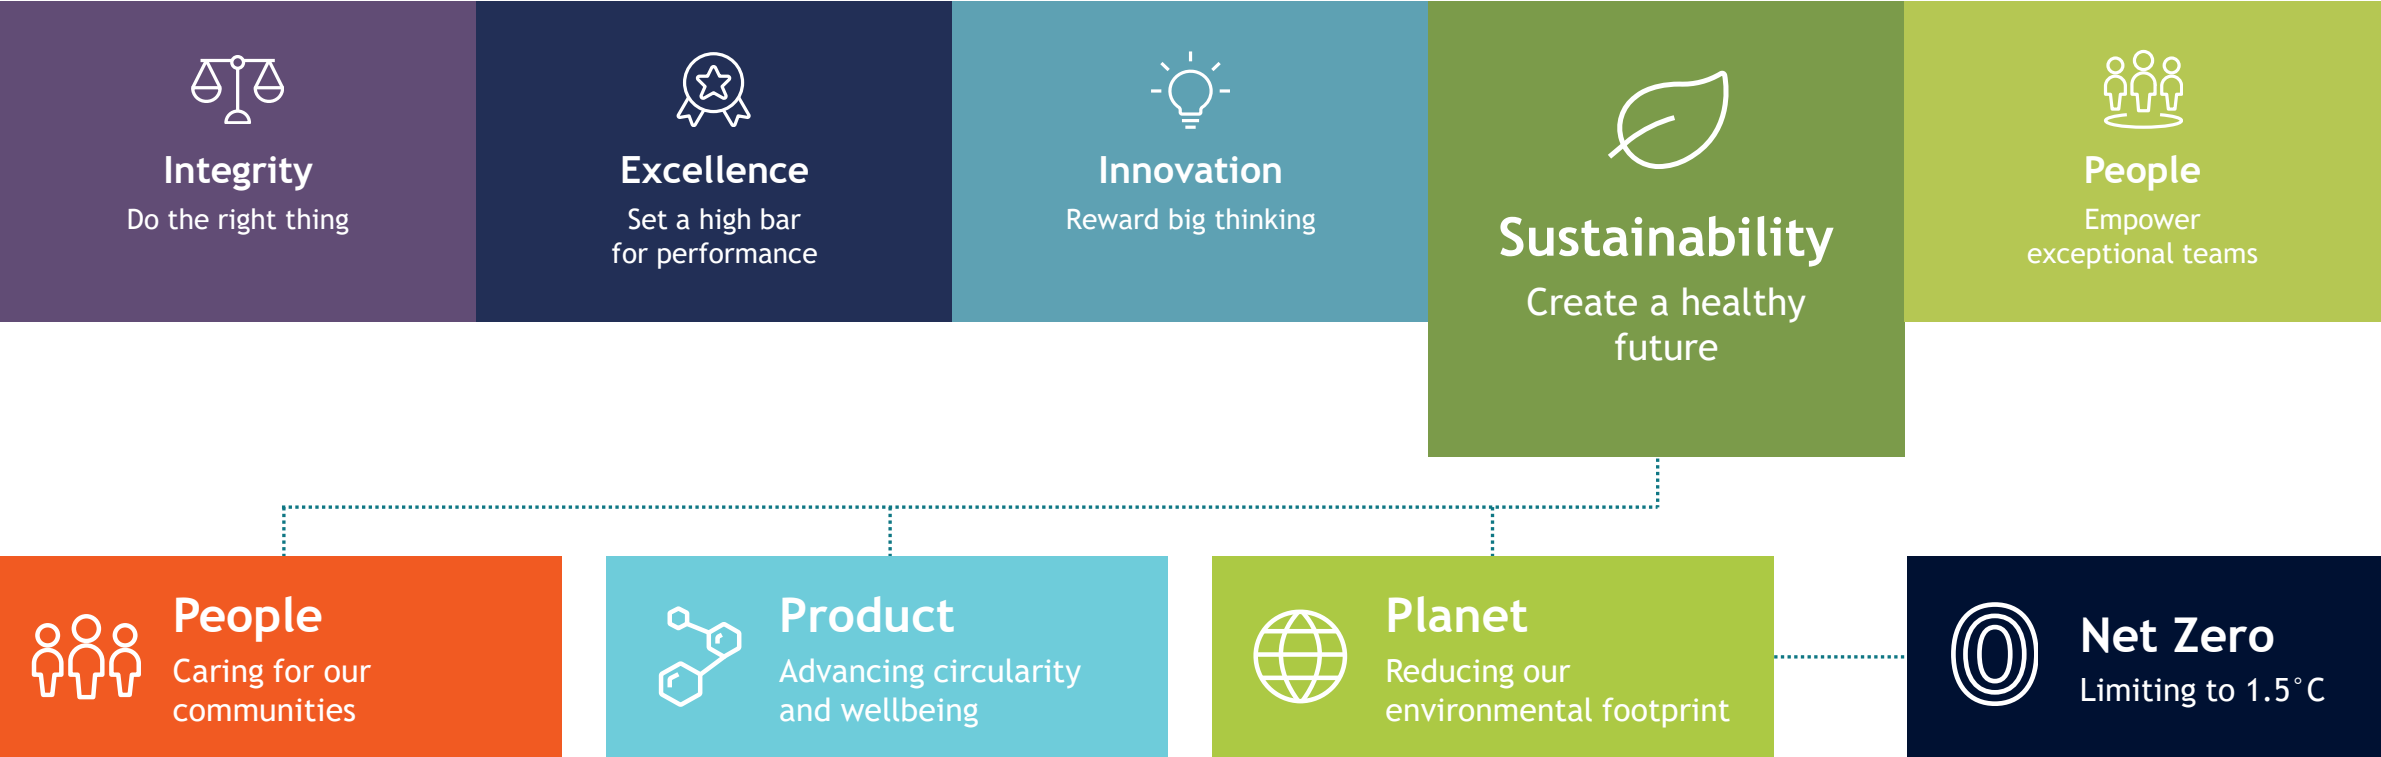 Integrity
Do the right thing
Excellence
Set a high bar
for performance
Innovation
Reward big thinking
Sustainability
Create a healthy
future
People
Empower
exceptional teams
People
Caring for our
communities
Product
Advancing circularity
and wellbeing
Planet
Reducing our
environmental footprint
Net Zero
Limiting to 1.5°C